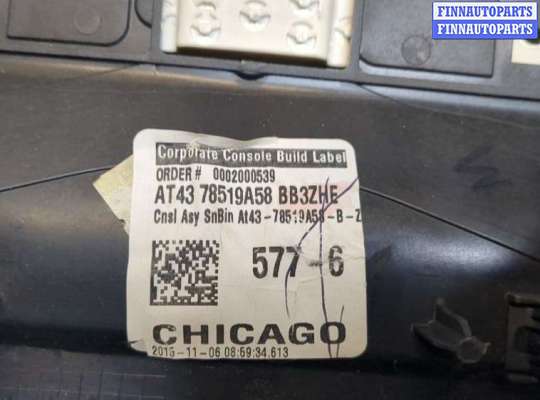 FINNAUTOPARTS
FINNAUTOPARTS
Corporate Console Build Label
ORDER# 0002000539
AT43 78519A58 BB3ZHE
Cnsl Asy SnBin At43-78519A58-B-Z
577-6
CHICAGO
2015-11-06 08:59:34.613